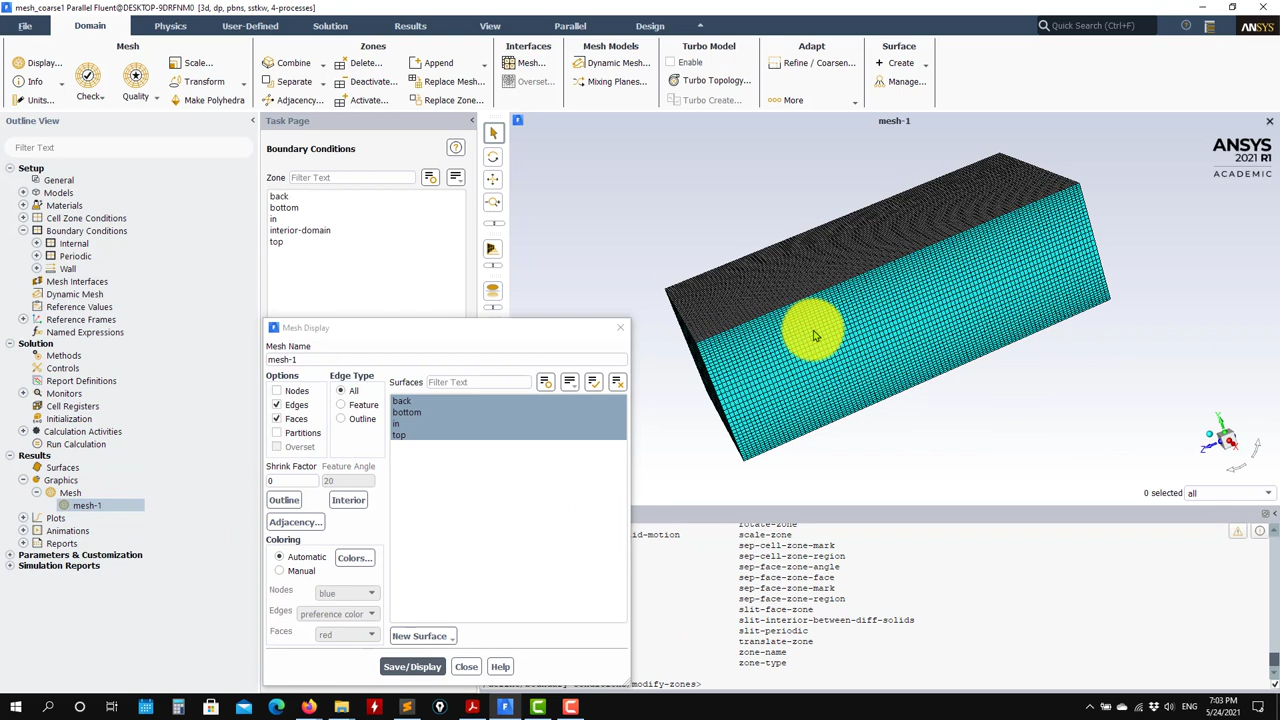 mesh_coarse1 Parallel Fluent@DESKTOP-9DRFNM0 [3d, dp, pbns, sstkw, 4-processes]
File Domain Physics User-Defined Solution Results View Parallel Design Quick Search (Ctrl+F) ANSYS
Mesh Zones Interfaces Mesh Models Turbo Model Adapt Surface
Display... Scale... Combine Delete... Append Mesh... Dynamic Mesh... Enable Refine / Coarsen... Create
Info Transform Separate Deactivate... Replace Mesh... Overset... Mixing Planes... Turbo Topology... Manage...
Check Quality
Units... Make Polyhedra Adjacency... Activate... Replace Zone... Turbo Create... More
Outline View
Filter Text
Setup
General
Models
Materials
Cell Zone Conditions
Boundary Conditions
Internal
Periodic
Wall
Mesh Interfaces
Dynamic Mesh
Reference Values
Reference Frames
Named Expressions
Solution
Methods
Controls
Report Definitions
Monitors
Cell Registers
Initialization
Calculation Activities
Run Calculation
Results
Surfaces
Graphics
Mesh
mesh-1
Plots
Animations
Reports
Parameters & Customization
Simulation Reports
Task Page
Boundary Conditions
Zone Filter Text
back
bottom
in
interior-domain
top
Mesh Display
Mesh Name
mesh-1
Options Edge Type
Nodes All
Edges Feature
Faces Outline
Partitions
Overset
Shrink Factor Feature Angle
0 20
Outline Interior
Adjacency...
Coloring
Automatic Colors...
Manual
Nodes blue
Edges preference color
Faces red
Surfaces Filter Text
back
bottom
in
top
New Surface
Save/Display Close Help
mesh-1
ANSYS
2021 R1
ACADEMIC
Y
Z X
0 selected all
rotate-zone
id-motion scale-zone
sep-cell-zone-mark
sep-cell-zone-region
sep-face-zone-angle
sep-face-zone-face
sep-face-zone-mark
sep-face-zone-region
slit-face-zone
slit-interior-between-diff-solids
slit-periodic
translate-zone
zone-name
zone-type
/define/boundary-conditions/modify-zones>
ENG 7:03 PM
5/24/2021